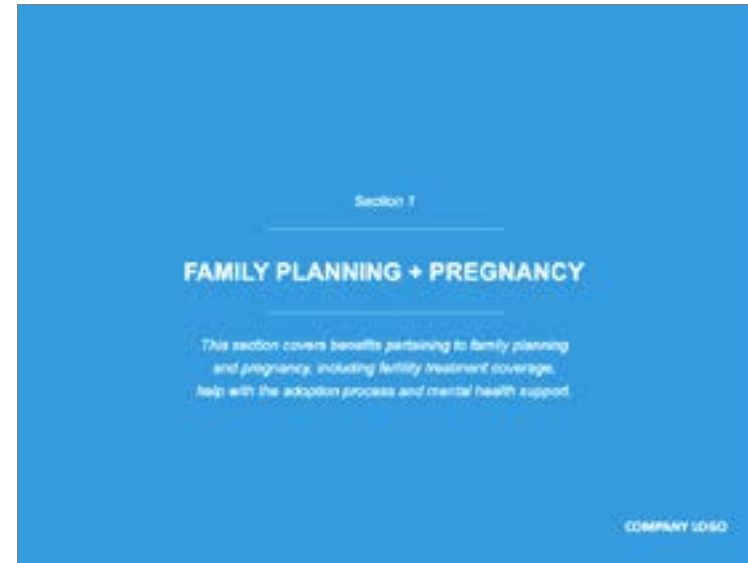 Section 1
FAMILY PLANNING + PREGNANCY
This section covers benefits pertaining to family planning
and pregnancy, including fertility treatment coverage,
help with the adoption process and mental health support.
COMPANY LOGO